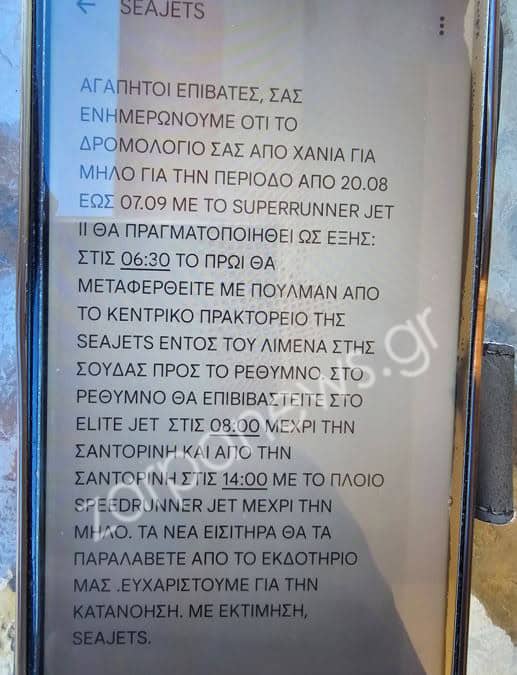 SEAJETS
ΑΓΑΠΗΤΟΙ ΕΠΙΒΑΤΕΣ, ΣΑΣ
ΕΝΗΜΕΡΩΝΟΥΜΕ ΟΤΙ ΤΟ
ΔΡΟΜΟΛΟΓΙΟ ΣΑΣ ΑΠΟ ΧΑΝΙΑ ΓΙΑ
ΜΗΛΟ ΓΙΑ ΤΗΝ ΠΕΡΙΟΔΟ ΑΠΟ 20.08
ΕΩΣ 07.09 ΜΕ ΤΟ SUPERRUNNER JET
II ΘΑ ΠΡΑΓΜΑΤΟΠΟΙΗΘΕΙ ΩΣ ΕΞΗΣ:
ΣΤΙΣ 06:30 ΤΟ ΠΡΩΙ ΘΑ
ΜΕΤΑΦΕΡΘΕΙΤΕ ΜΕ ΠΟΥΛΜΑΝ ΑΠΟ
ΤΟ ΚΕΝΤΡΙΚΟ ΠΡΑΚΤΟΡΕΙΟ ΤΗΣ
SEAJETS ΕΝΤΟΣ ΤΟΥ ΛΙΜΕΝΑ ΣΤΗΣ
ΣΟΥΔΑΣ ΠΡΟΣ ΤΟ ΡΕΘΥΜΝΟ. ΣΤΟ
ΡΕΘΥΜΝΟ ΘΑ ΕΠΙΒΙΒΑΣΤΕΙΤΕ ΣΤΟ
ELITE JET ΣΤΙΣ 08:00 ΜΕΧΡΙ ΤΗΝ
ΣΑΝΤΟΡΙΝΗ ΚΑΙ ΑΠΟ ΤΗΝ
ΣΑΝΤΟΡΙΝΗ ΣΤΙΣ 14:00 ΜΕ ΤΟ ΠΛΟΙΟ
SPEEDRUNNER JET ΜΕΧΡΙ ΤΗΝ
ΜΗΛΟ. ΤΑ ΝΕΑ ΕΙΣΙΤΗΡΑ ΘΑ ΤΑ
ΠΑΡΑΛΑΒΕΤΕ ΑΠΟ ΤΟ ΕΚΔΟΤΗΡΙΟ
ΜΑΣ .ΕΥΧΑΡΙΣΤΟΥΜΕ ΓΙΑ ΤΗΝ
ΚΑΤΑΝΟΗΣΗ. ΜΕ ΕΚΤΙΜΗΣΗ,
SEAJETS.
zarpanews.gr